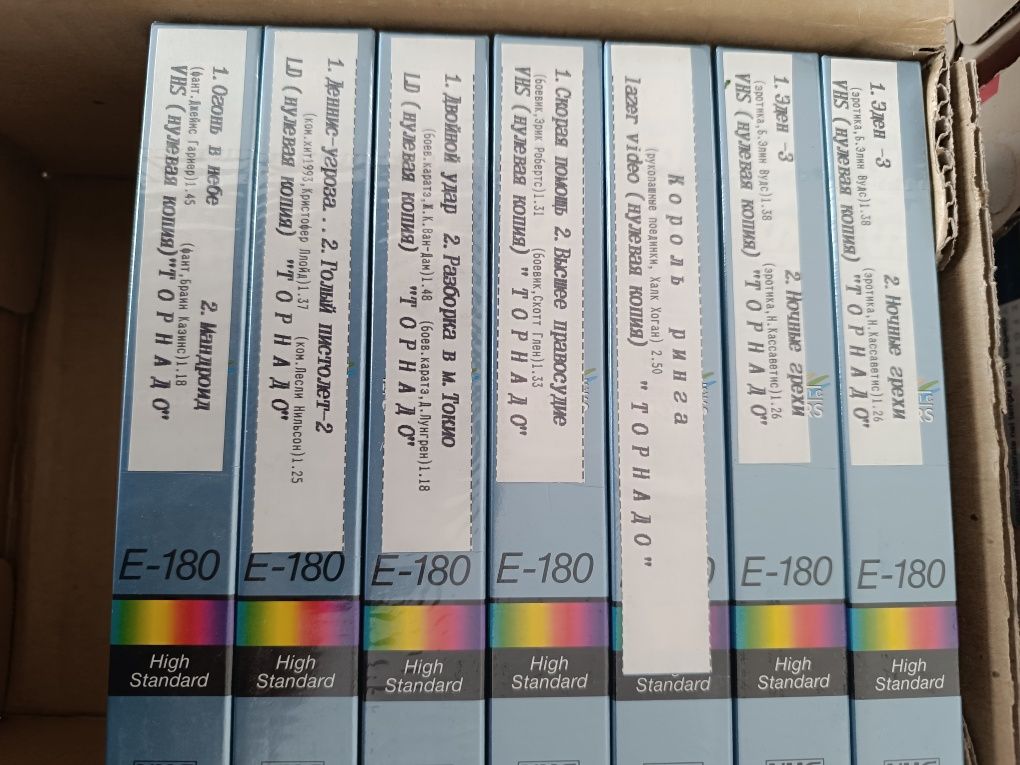 1. Огонь в небе 2. Мандроид
(фант.Джеймс Гарнер)1.45 (фант,Браин Казинс)1.18
VHS (нулевая копия)"Т О Р Н А Д О"
E-180
High
Standard
1. Деннис угроза.. 2. Голый пистолет-2
(ком.хит1993,Кристофер Ллойд)1.37 (ком.Лесли Нильсон)1.25
LD (нулевая копия) "Т О Р Н А Д О"
E-180
High
Standard
1. Двойной удар 2. Разборка в м. Токио
(боев.каратэ,Ж.К.Ван-Дам)1.48 (боев.каратэ,Д.Лунгрен)1.18
LD (нулевая копия) "Т О Р Н А Д О"
E-180
High
Standard
1. Скорая помощь 2. Высшее правосудие
(боевик,Эрик Робертс)1.31 (боевик,Скотт Глен)1.33
VHS (нулевая копия) "Т О Р Н А Д О"
E-180
High
Standard
К о р о л ь р и н г а
(рукопашные поединки, Халк Хоган) 2.50
lazer video (нулевая копия) " Т О Р Н А Д О "
High
Standard
1. Эден -3 2. Ночные грехи
(эротика,Б.Элин Вудс)1.38 (эротика,Н.Кассаветис)1.26
VHS (нулевая копия) "Т О Р Н А Д О"
E-180
High
Standard
1. Эден -3 2. Ночные грехи
(эротика,Б.Элин Вудс)1.38 (эротика,Н.Кассаветис)1.26
VHS (нулевая копия) "Т О Р Н А Д О"
E-180
High
Standard